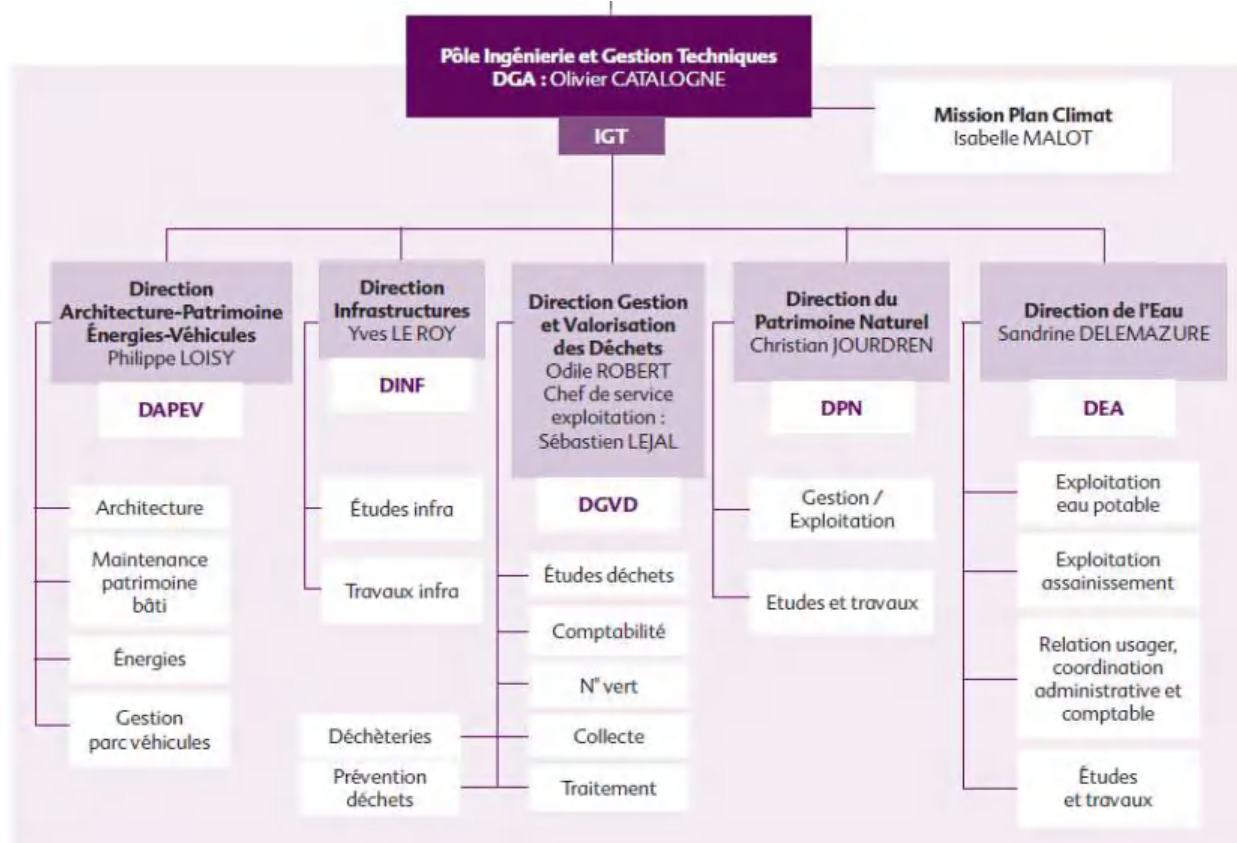 Pôle Ingénierie et Gestion Techniques
DGA : Olivier CATALOGNE
IGT
Mission Plan Climat
Isabelle MALOT
Direction
Architecture-Patrimoine
Énergies-Véhicules
Philippe LOISY
DAPEV
Architecture
Maintenance
patrimoine
bâti
Énergies
Gestion
parc véhicules
Direction
Infrastructures
Yves LE ROY
DINF
Études infra
Travaux infra
Direction Gestion
et Valorisation
des Déchets
Odile ROBERT
Chef de service
exploitation :
Sébastien LEJAL
DGVD
Études déchets
Comptabilité
N° vert
Déchèteries
Collecte
Prévention
déchets
Traitement
Direction du
Patrimoine Naturel
Christian JOURDREN
DPN
Gestion /
Exploitation
Etudes et travaux
Direction de l'Eau
Sandrine DELEMAZURE
DEA
Exploitation
eau potable
Exploitation
assainissement
Relation usager,
coordination
administrative et
comptable
Études
et travaux